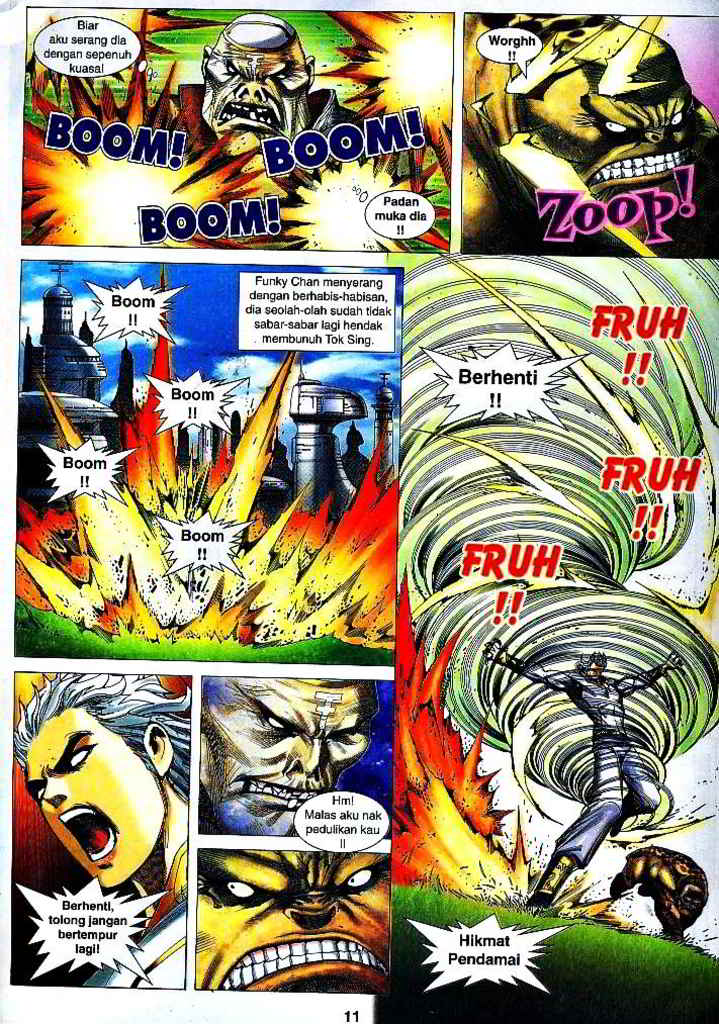 Biar
aku serang dia
dengan sepenuh
kuasa!
BOOM!
BOOM!
BOOM!
Padan
muka dia
!!
Worghh
!!
Zoop!
Boom
!!
Funky Chan menyerang
dengan berhabis-habisan,
dia seolah-olah sudah tidak
sabar-sabar lagi hendak
membunuh Tok Sing.
Boom
!!
Boom
!!
Boom
!!
FRUH
!!
Berhenti
!!
FRUH
!!
FRUH
!!
Berhenti,
tolong jangan
bertempur
lagi!
Hm!
Malas aku nak
pedulikan kau
!!
Hikmat
Pendamai
11